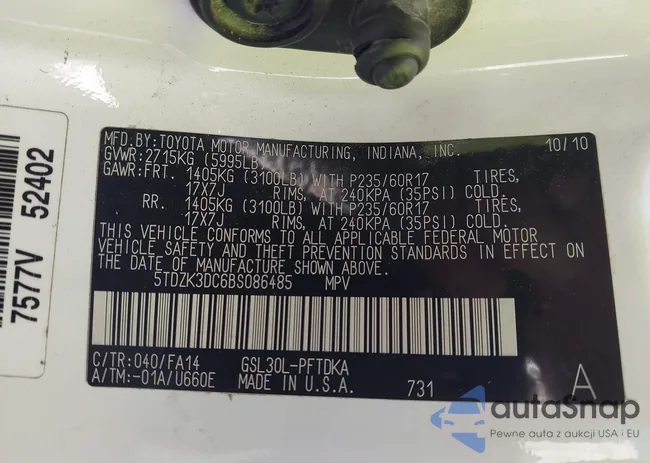 7577V 52402
MFD.BY:TOYOTA MOTOR MANUFACTURING, INDIANA, INC. 10/10
GVWR:2715KG (5995LB)
GAWR:FRT. 1405KG (3100LB) WITH P235/60R17 TIRES,
17X7J RIMS, AT 240KPA (35PSI) COLD.
RR. 1405KG (3100LB) WITH P235/60R17 TIRES,
17X7J RIMS, AT 240KPA (35PSI) COLD.
THIS VEHICLE CONFORMS TO ALL APPLICABLE FEDERAL MOTOR
VEHICLE SAFETY AND THEFT PREVENTION STANDARDS IN EFFECT ON
THE DATE OF MANUFACTURE SHOWN ABOVE.
5TDZK3DC6BS086485 MPV
C/TR:040/FA14 GSL30L-PFTDKA
A/TM:-01A/U660E MADE IN U.S.A. 731 A
autaSnap
Pewne auta z aukcji USA i EU